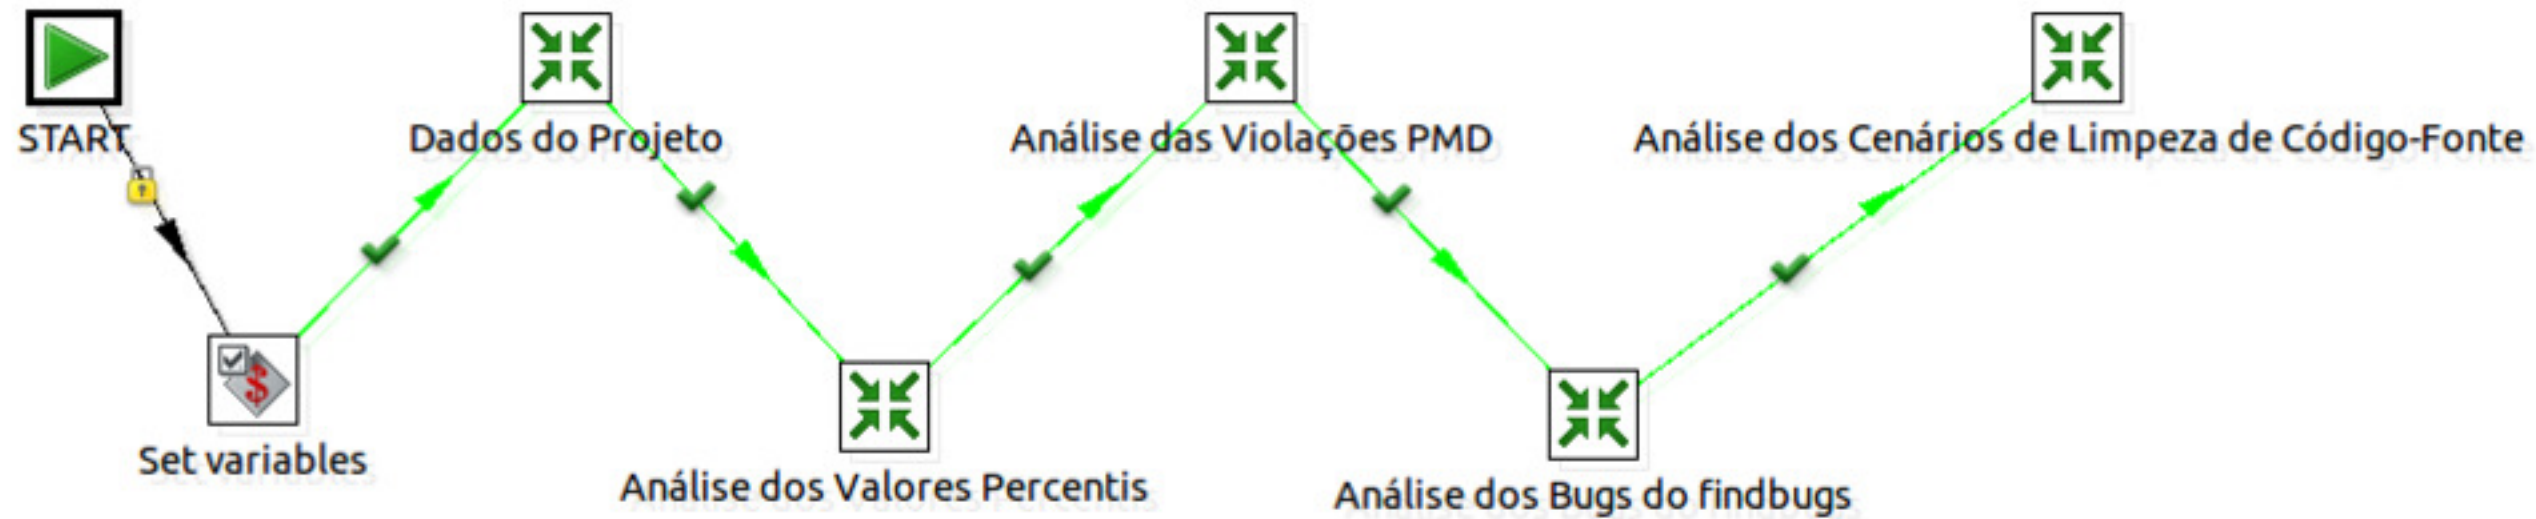 START
Dados do Projeto
Análise das Violações PMD
Análise dos Cenários de Limpeza de Código-Fonte
$
Set variables
Análise dos Valores Percentis
Análise dos Bugs do findbugs